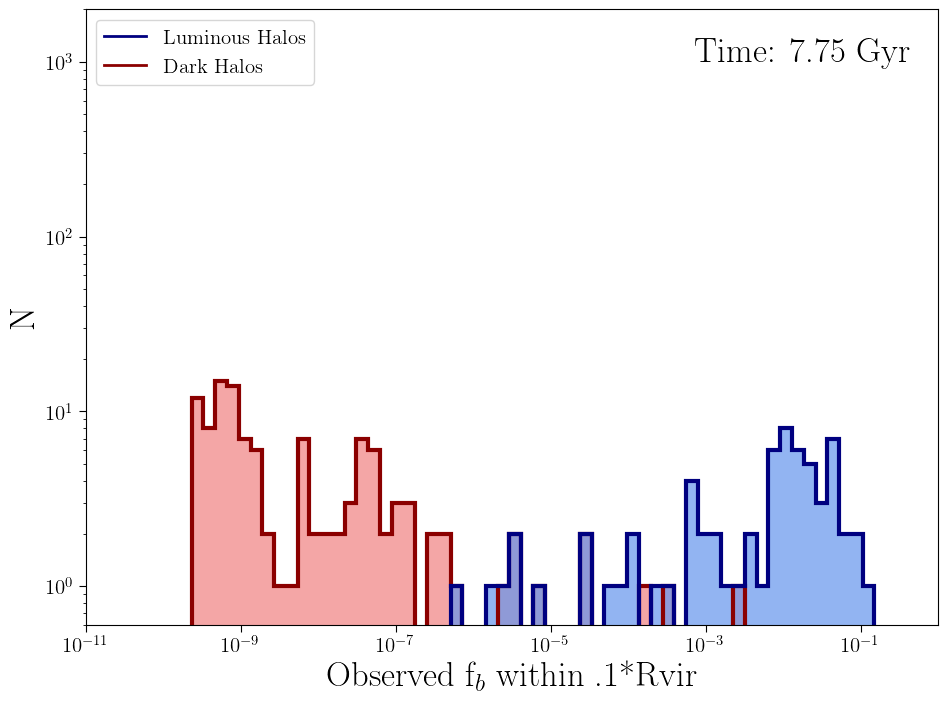 Luminous Halos
Dark Halos
Time: 7.75 Gyr
10³
10²
10¹
10⁰
N
10⁻¹¹ 10⁻⁹ 10⁻⁷ 10⁻⁵ 10⁻³ 10⁻¹
Observed f_b within .1*Rvir